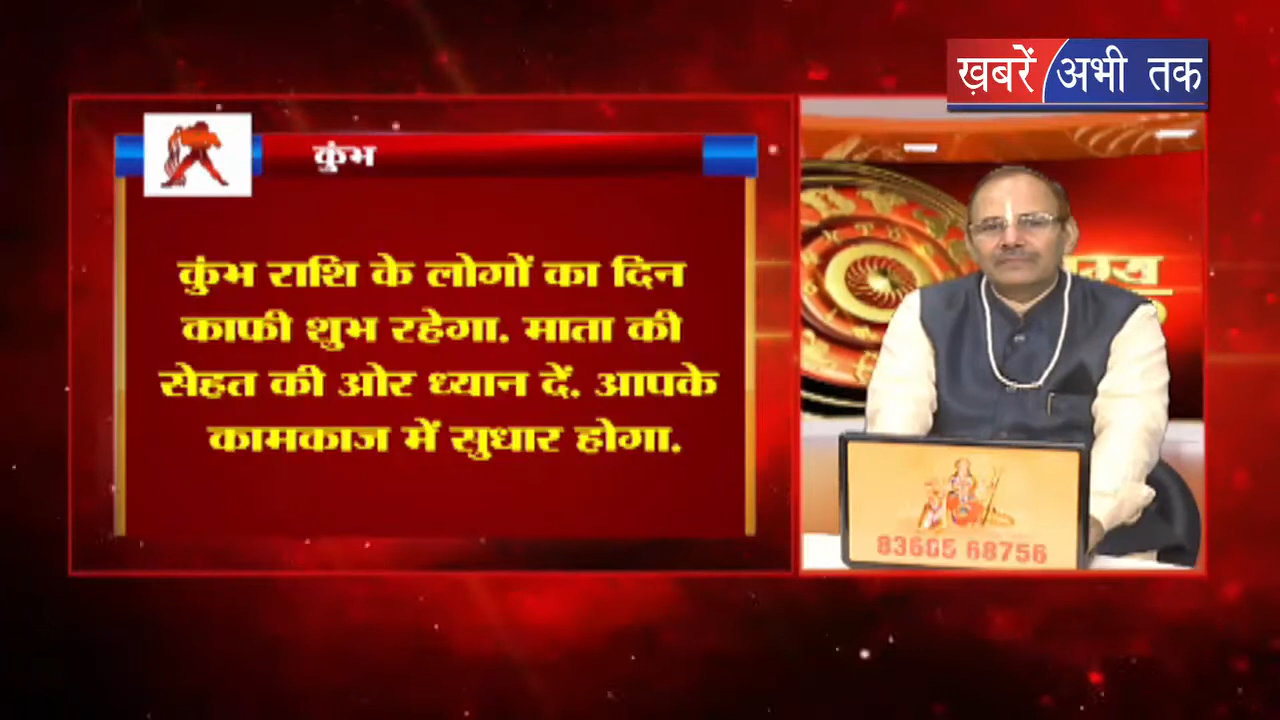 ख़बरें अभी तक
कुंभ
कुंभ राशि के लोगों का दिन
काफी शुभ रहेगा. माता की
सेहत की ओर ध्यान दें. आपके
कामकाज में सुधार होगा.
83605 68756